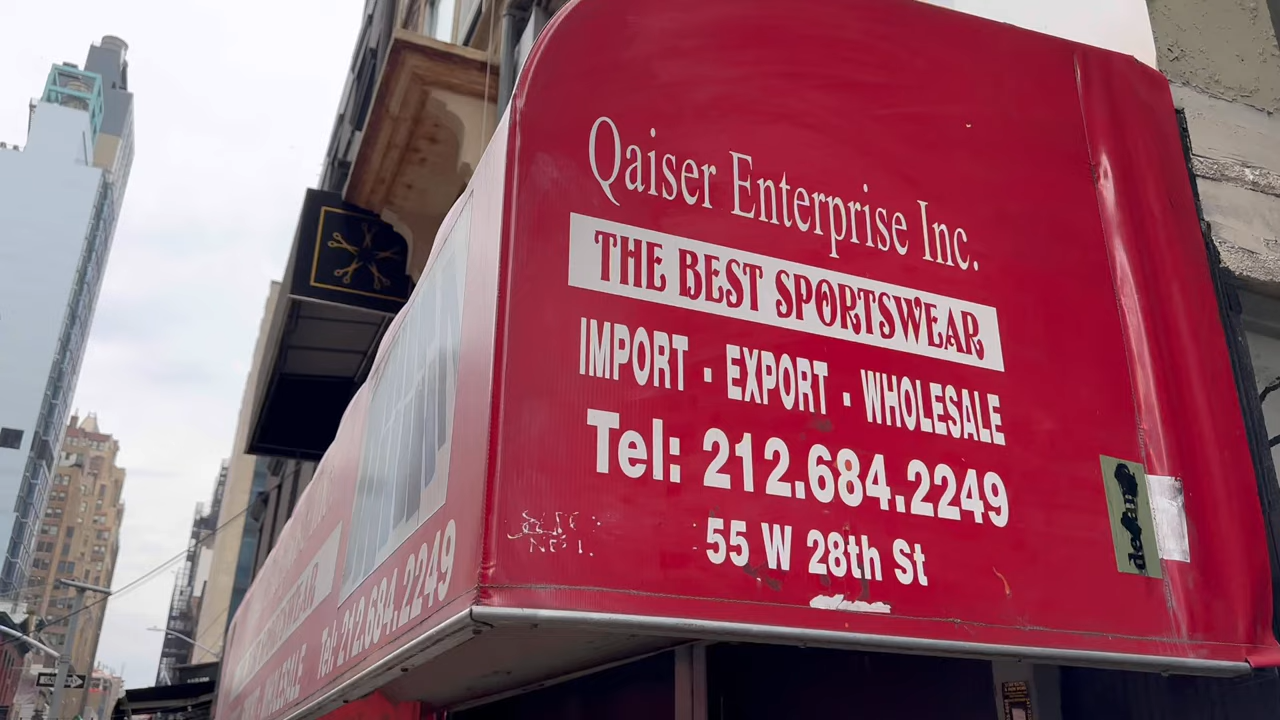 Qaiser Enterprise Inc.
THE BEST SPORTSWEAR
IMPORT · EXPORT · WHOLESALE
Tel: 212.684.2249
55 W 28th St
Tel: 212.684.2249